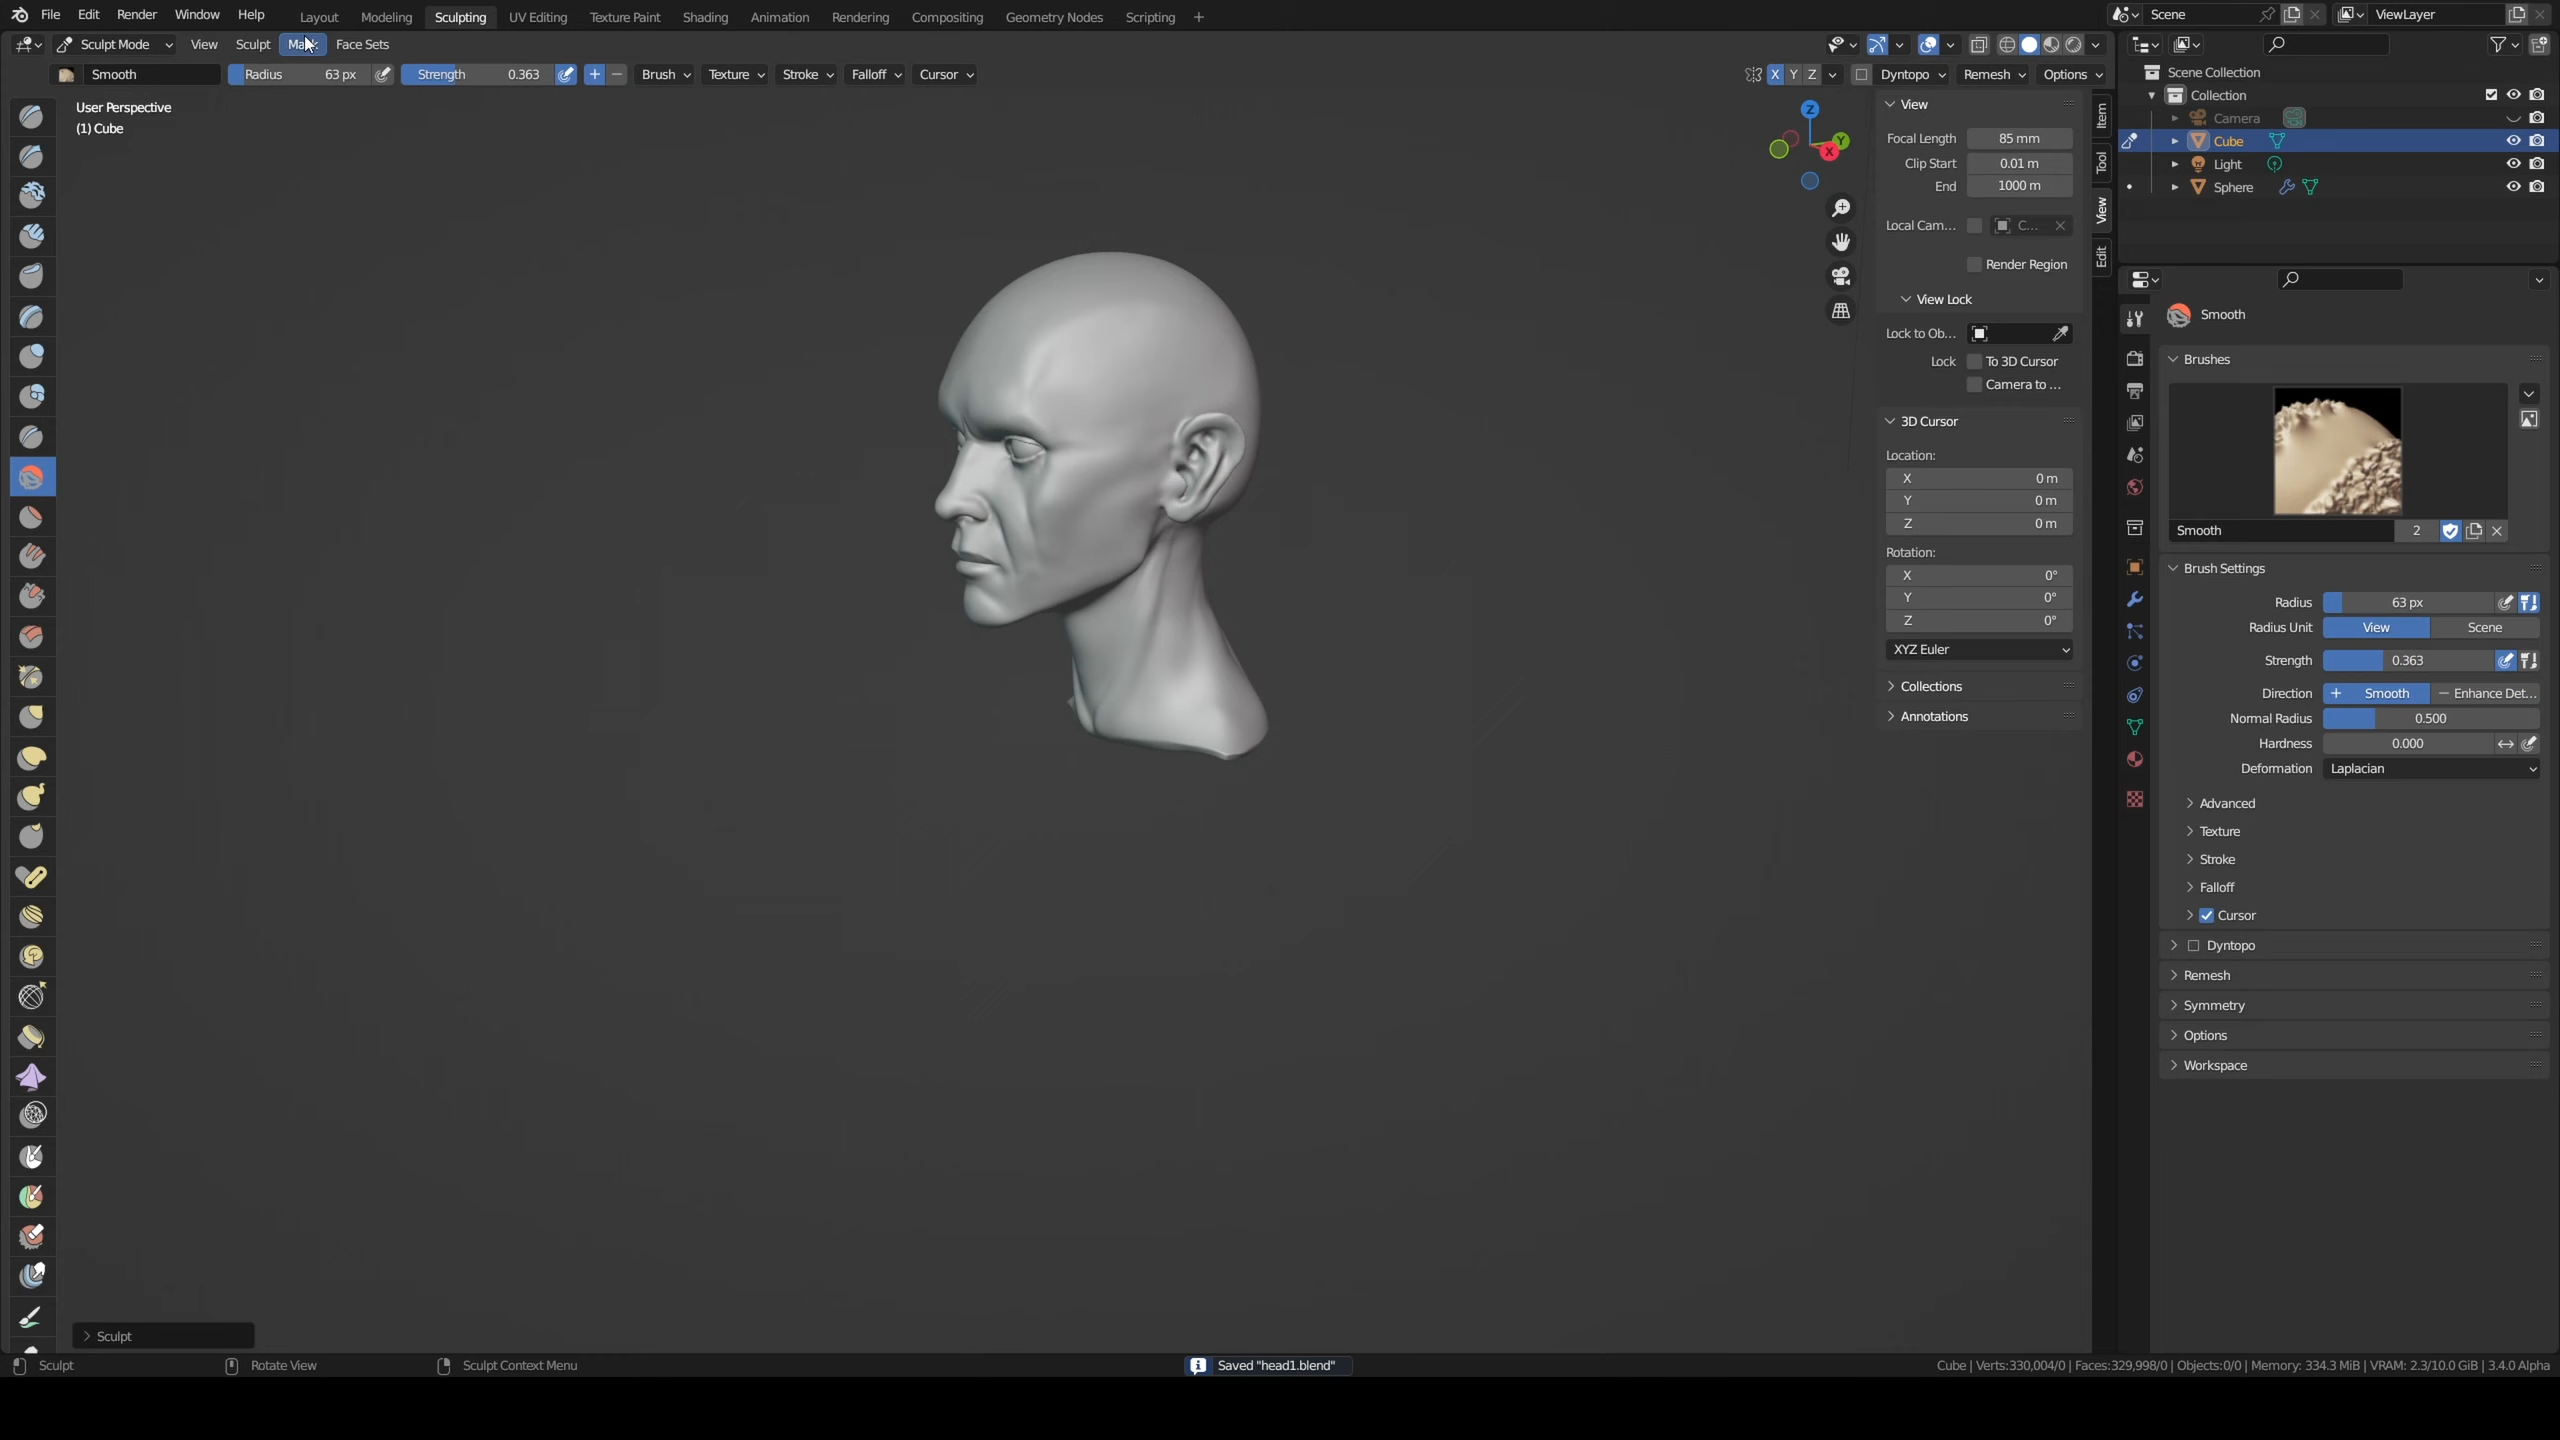 File Edit Render Window Help Layout Modeling Sculpting UV Editing Texture Paint Shading Animation Rendering Compositing Geometry Nodes Scripting + Scene ViewLayer
Sculpt Mode View Sculpt Face Sets
Smooth Radius 63 px Strength 0.363 + − Brush Texture Stroke Falloff Cursor X Y Z Dyntopo Remesh Options
User Perspective
(1) Cube
Z
Y
X
View
Focal Length 85 mm
Clip Start 0.01 m
End 1000 m
Local Cam... C...
Render Region
View Lock
Lock to Ob...
Lock To 3D Cursor
Camera to ...
3D Cursor
Location:
X 0 m
Y 0 m
Z 0 m
Rotation:
X 0°
Y 0°
Z 0°
XYZ Euler
Collections
Annotations
Item
Tool
View
Edit
Scene Collection
Collection
Camera
Cube
Light
Sphere
Smooth
Brushes
Smooth 2
Brush Settings
Radius 63 px
Radius Unit View Scene
Strength 0.363
Direction + Smooth − Enhance Det...
Normal Radius 0.500
Hardness 0.000
Deformation Laplacian
Advanced
Texture
Stroke
Falloff
Cursor
Dyntopo
Remesh
Symmetry
Options
Workspace
Sculpt
Sculpt Rotate View Sculpt Context Menu Saved "head1.blend" Cube | Verts:330,004/0 | Faces:329,998/0 | Objects:0/0 | Memory: 334.3 MiB | VRAM: 2.3/10.0 GiB | 3.4.0 Alpha